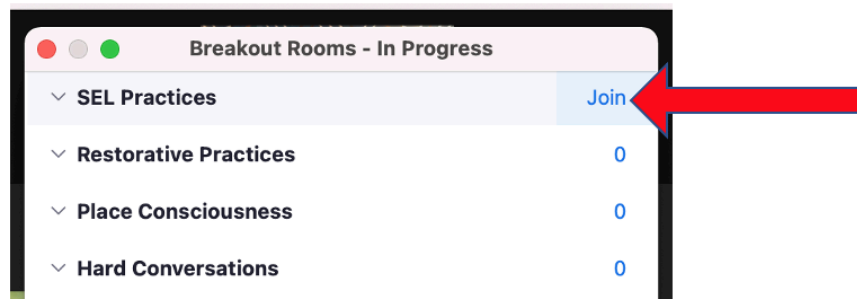 Breakout Rooms - In Progress
SEL Practices Join
Restorative Practices 0
Place Consciousness 0
Hard Conversations 0